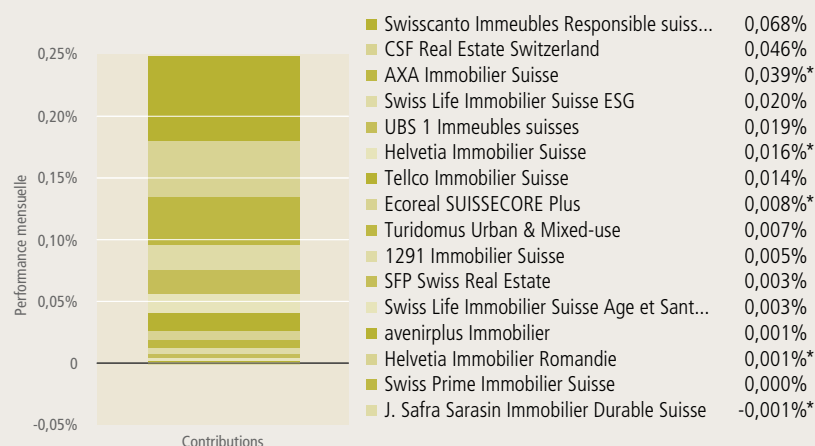 Swisscanto Immeubles Responsible suiss... 0,068%
CSF Real Estate Switzerland 0,046%
AXA Immobilier Suisse 0,039%*
Swiss Life Immobilier Suisse ESG 0,020%
UBS 1 Immeubles suisses 0,019%
Helvetia Immobilier Suisse 0,016%*
Tellco Immobilier Suisse 0,014%
Ecoreal SUISSECORE Plus 0,008%*
Turidomus Urban & Mixed-use 0,007%
1291 Immobilier Suisse 0,005%
SFP Swiss Real Estate 0,003%
Swiss Life Immobilier Suisse Age et Sant... 0,003%
avenirplus Immobilier 0,001%
Helvetia Immobilier Romandie 0,001%*
Swiss Prime Immobilier Suisse 0,000%
J. Safra Sarasin Immobilier Durable Suisse -0,001%*
Performance mensuelle
0,25%
0,20%
0,15%
0,10%
0,05%
0
-0,05%
Contributions